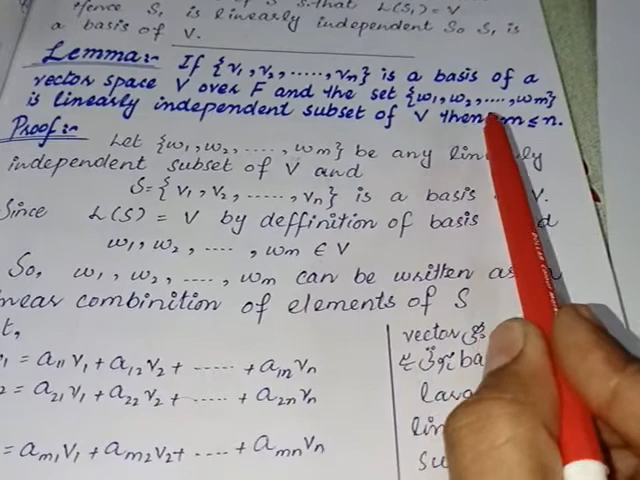 Hence S₁ is linearly independent So S₁ is
a basis of V.
Lemma:- If {v₁, v₂, ....., vₙ} is a basis of a
vector space V over F and the set {w₁, w₂, ...., wₘ}
is linearly independent subset of V then m ≤ n.
Proof:- Let {w₁, w₂, ...., wₘ} be any
independent subset of V and
S = {v₁, v₂, ......, vₙ} is a basis V.
Since L(S) = V by deffinition of basis
w₁, w₂, ...., wₘ ∈ V
So, w₁, w₂, ....., wₘ can be written as
combinition of elements of S
= a₁₁v₁ + a₁₂v₂ + ..... + a₁ₙvₙ
= a₂₁v₁ + a₂₂v₂ + ...... + a₂ₙvₙ
= aₘ₁v₁ + aₘ₂v₂ + .... + aₘₙvₙ
vector